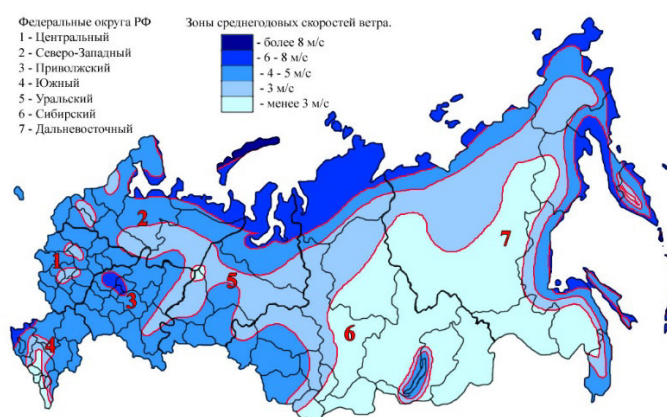 Федеральные округа РФ
1 - Центральный
2 - Северо-Западный
3 - Приволжский
4 - Южный
5 - Уральский
6 - Сибирский
7 - Дальневосточный
Зоны среднегодовых скоростей ветра.
- более 8 м/с
- 6 - 8 м/с
- 4 - 5 м/с
- 3 м/с
- менее 3 м/с
2
1
3
4
5
6
7